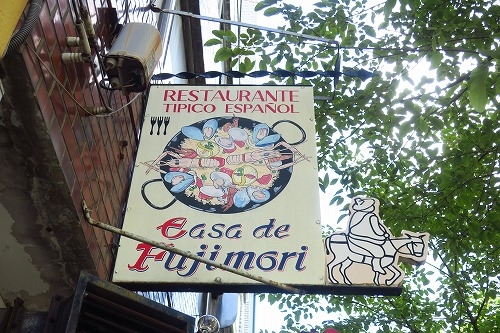 RESTAURANTE
TIPICO ESPAÑOL
Casa de
Fujimori